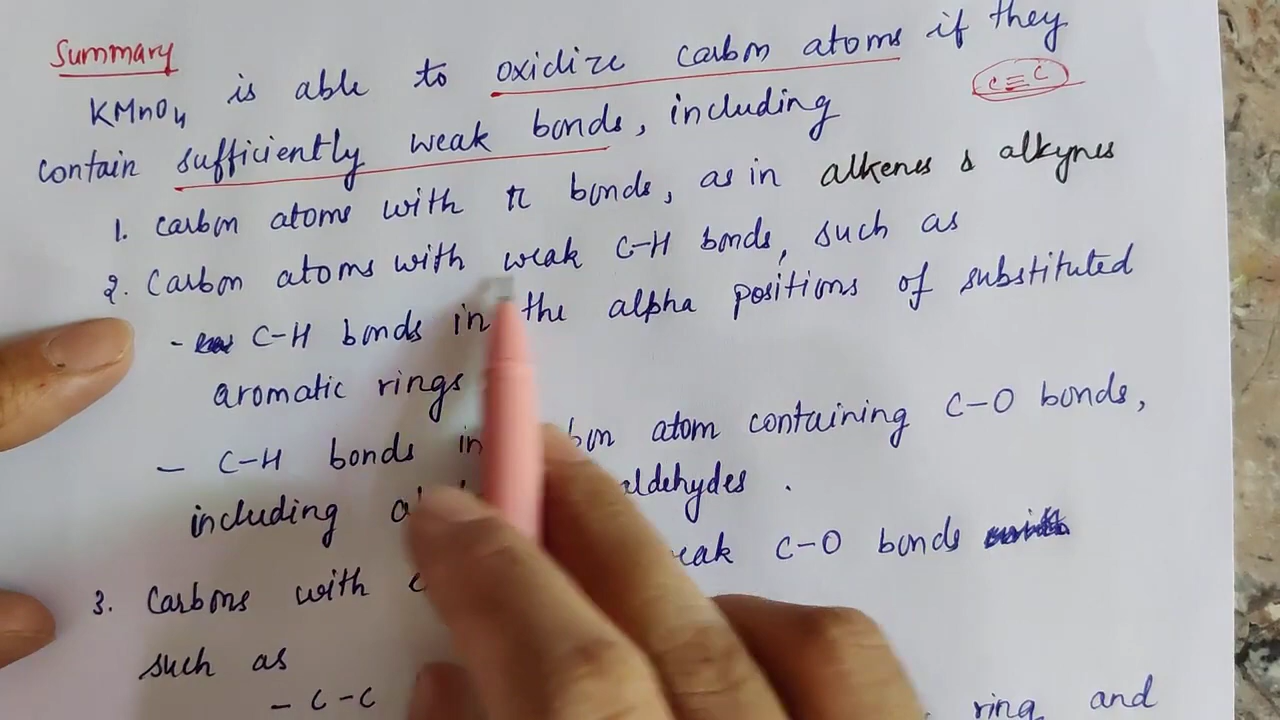 Summary
KMnO4 is able to oxidize carbon atoms if they
C≡C
contain sufficiently weak bonds, including
1. Carbon atoms with π bonds, as in alkenes & alkynes
2. Carbon atoms with weak C-H bonds, such as
- C-H bonds in the alpha positions of substituted
aromatic rings
- C-H bonds in atom containing C-O bonds,
including aldehydes.
3. Carbons with C-O bonds
such as
- C-C ring and